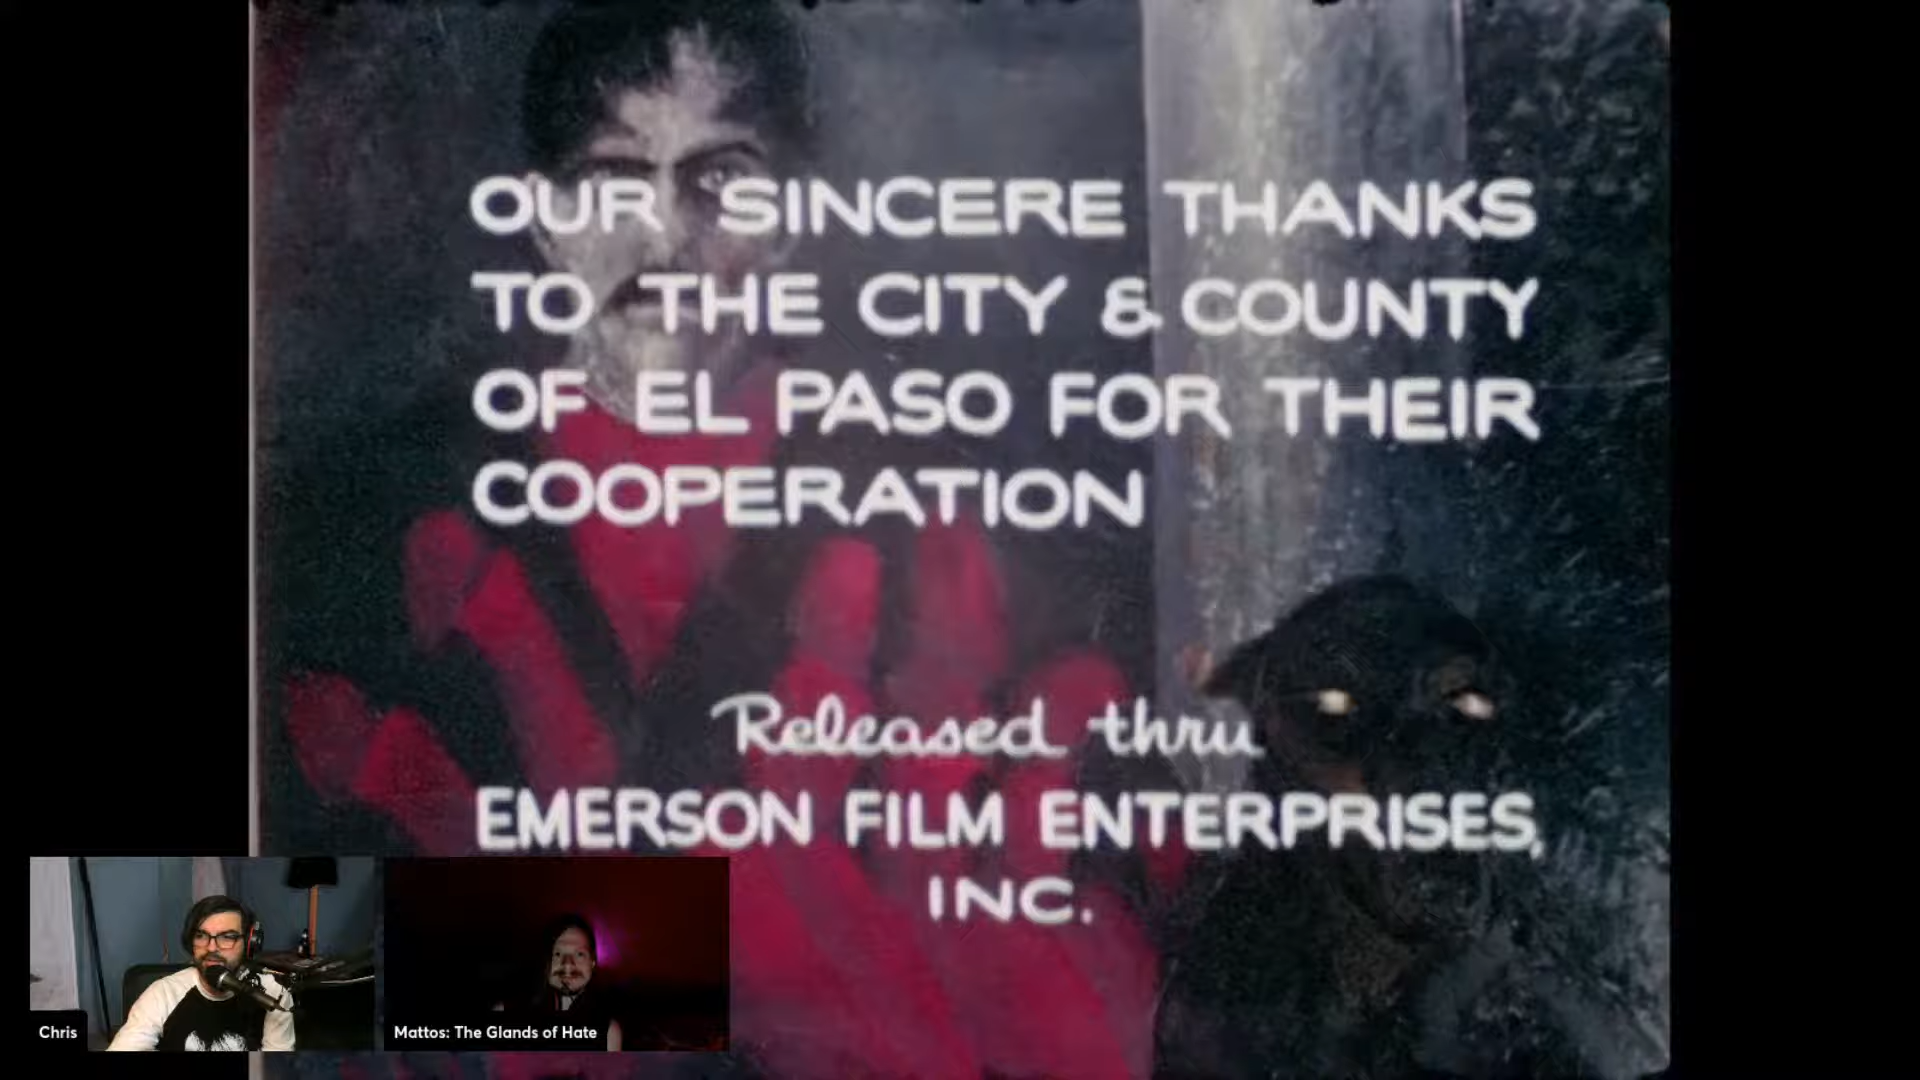 OUR SINCERE THANKS
TO THE CITY & COUNTY
OF EL PASO FOR THEIR
COOPERATION
Released thru
EMERSON FILM ENTERPRISES,
INC.
Chris
Mattos: The Glands of Hate